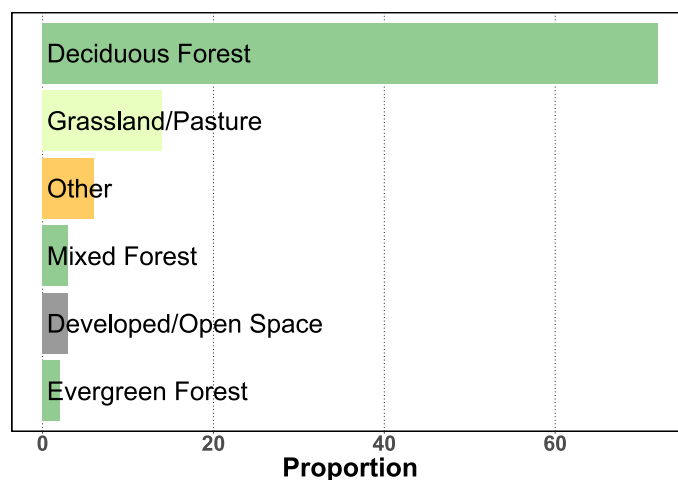 Deciduous Forest
Grassland/Pasture
Other
Mixed Forest
Developed/Open Space
Evergreen Forest
0 20 40 60
Proportion